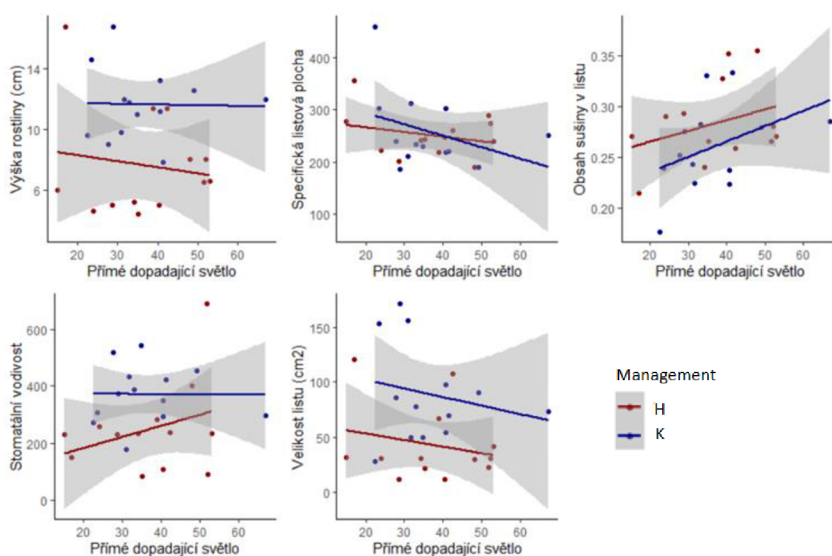 Výška rostliny (cm)
14
10
6
20 30 40 50 60
Přímé dopadající světlo
Specifická listová plocha
400
300
200
100
20 30 40 50 60
Přímé dopadající světlo
Obsah sušiny v listu
0.35
0.30
0.25
0.20
20 30 40 50 60
Přímé dopadající světlo
Stomatální vodivost
600
400
200
0
20 30 40 50 60
Přímé dopadající světlo
Velikost listu (cm2)
150
100
50
0
20 30 40 50 60
Přímé dopadající světlo
Management
H
K